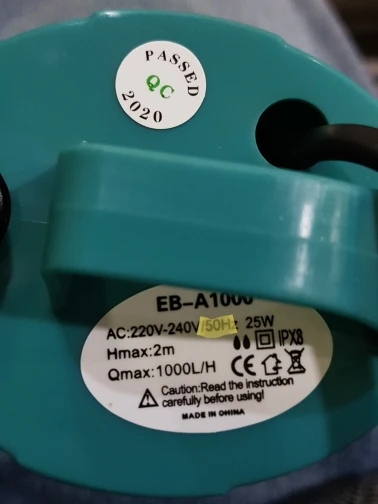 PASSED
QC
2020
EB-A1000
AC:220V-240V/50Hz 25W
Hmax:2m
IPX8
Qmax:1000L/H
CE
Caution:Read the instruction
carefully before using!
MADE IN CHINA